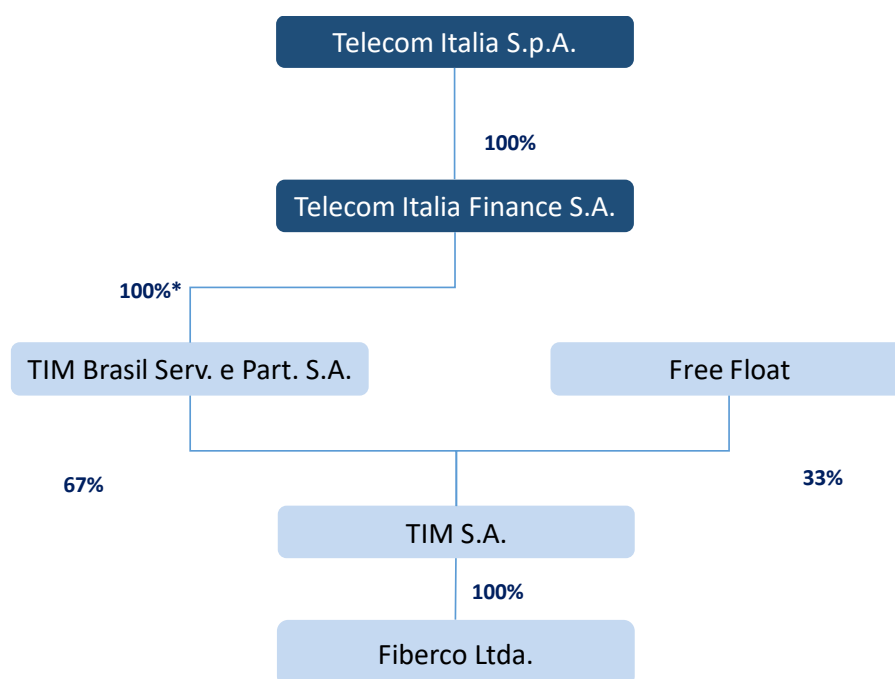 Telecom Italia S.p.A.
100%
Telecom Italia Finance S.A.
100%*
TIM Brasil Serv. e Part. S.A.
Free Float
67%
33%
TIM S.A.
100%
Fiberco Ltda.